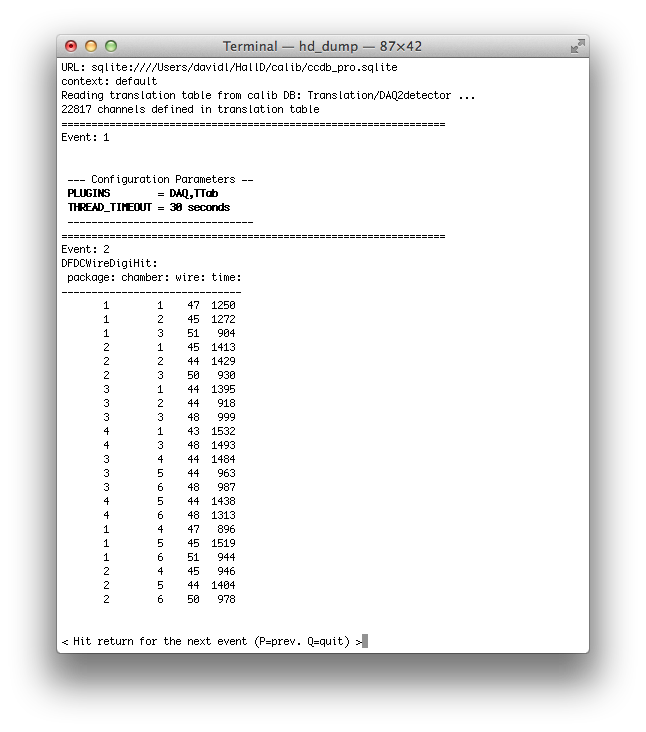 Terminal — hd_dump — 87×42
URL: sqlite:////Users/davidl/HallD/calib/ccdb_pro.sqlite
context: default
Reading translation table from calib DB: Translation/DAQ2detector ...
22817 channels defined in translation table
================================================================
Event: 1
--- Configuration Parameters --
PLUGINS        = DAQ,TTab
THREAD_TIMEOUT = 30 seconds
-------------------------------
================================================================
Event: 2
DFDCWireDigiHit:
package: chamber: wire: time:
------------------------------
1 1 47 1250
1 2 45 1272
1 3 51 904
2 1 45 1413
2 2 44 1429
2 3 50 930
3 1 44 1395
3 2 44 918
3 3 48 999
4 1 43 1532
4 3 48 1493
3 4 44 1484
3 5 44 963
3 6 48 987
4 5 44 1438
4 6 48 1313
1 4 47 896
1 5 45 1519
1 6 51 944
2 4 45 946
2 5 44 1404
2 6 50 978
< Hit return for the next event (P=prev. Q=quit) >